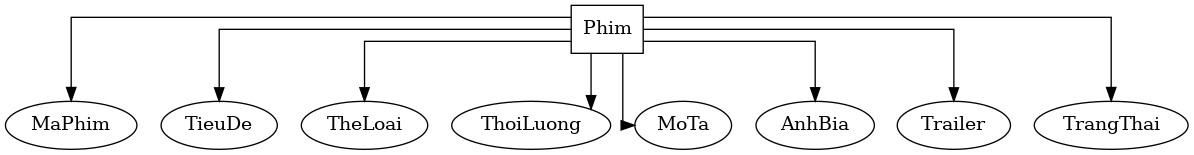 Phim
MaPhim
TieuDe
TheLoai
ThoiLuong
MoTa
AnhBia
Trailer
TrangThai